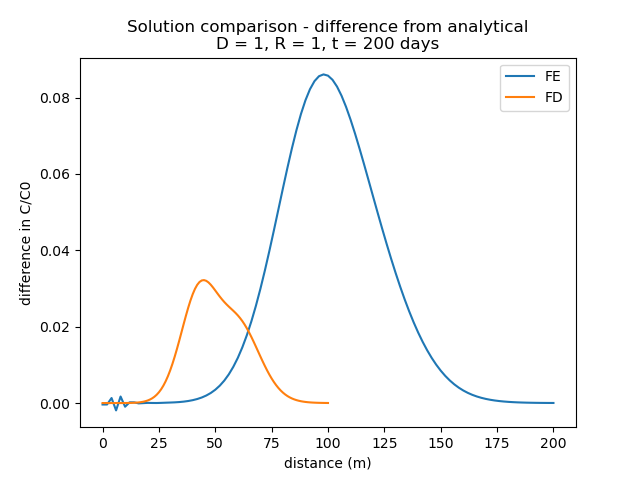 Solution comparison - difference from analytical
D = 1, R = 1, t = 200 days
FE
FD
difference in C/C0
0.08
0.06
0.04
0.02
0.00
0 25 50 75 100 125 150 175 200
distance (m)